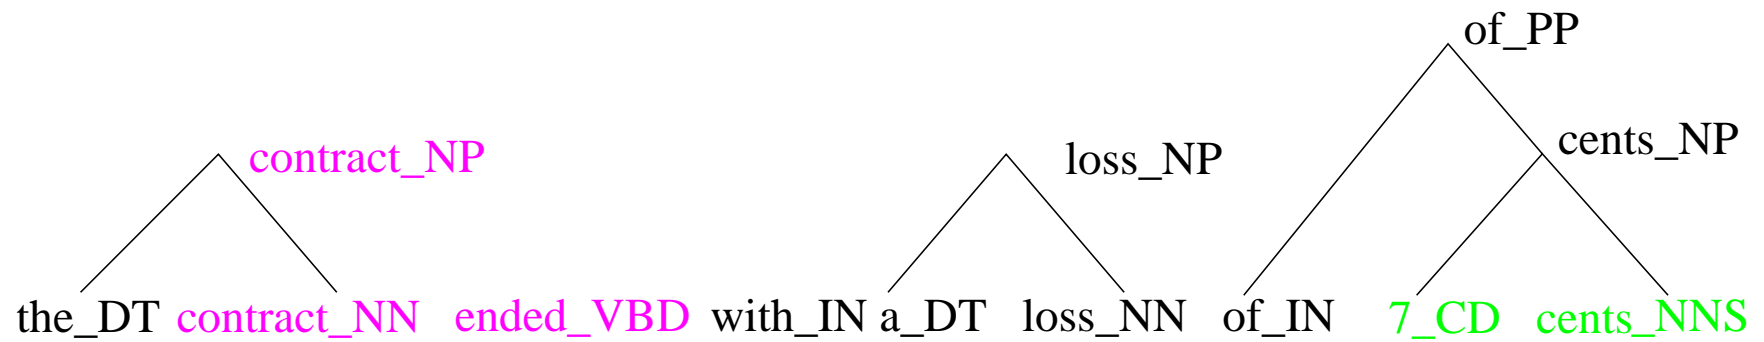 of_PP
cents_NP
contract_NP loss_NP
the_DT contract_NN ended_VBD with_IN a_DT loss_NN of_IN 7_CD cents_NNS